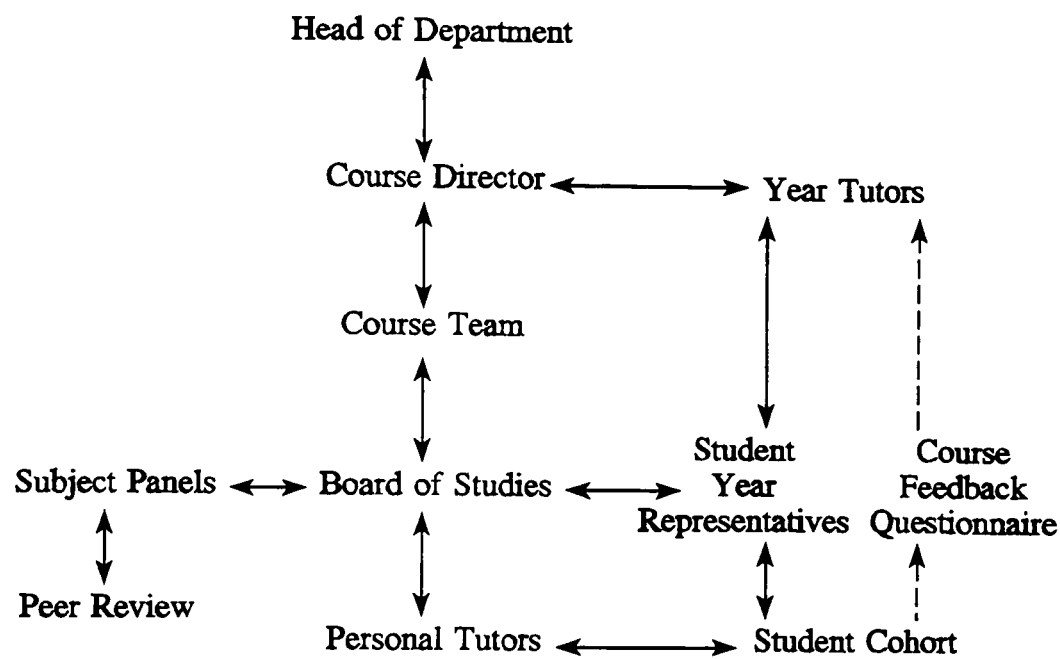 Head of Department
Course Director
Year Tutors
Course Team
Subject Panels
Board of Studies
Student
Year
Representatives
Course
Feedback
Questionnaire
Peer Review
Personal Tutors
Student Cohort